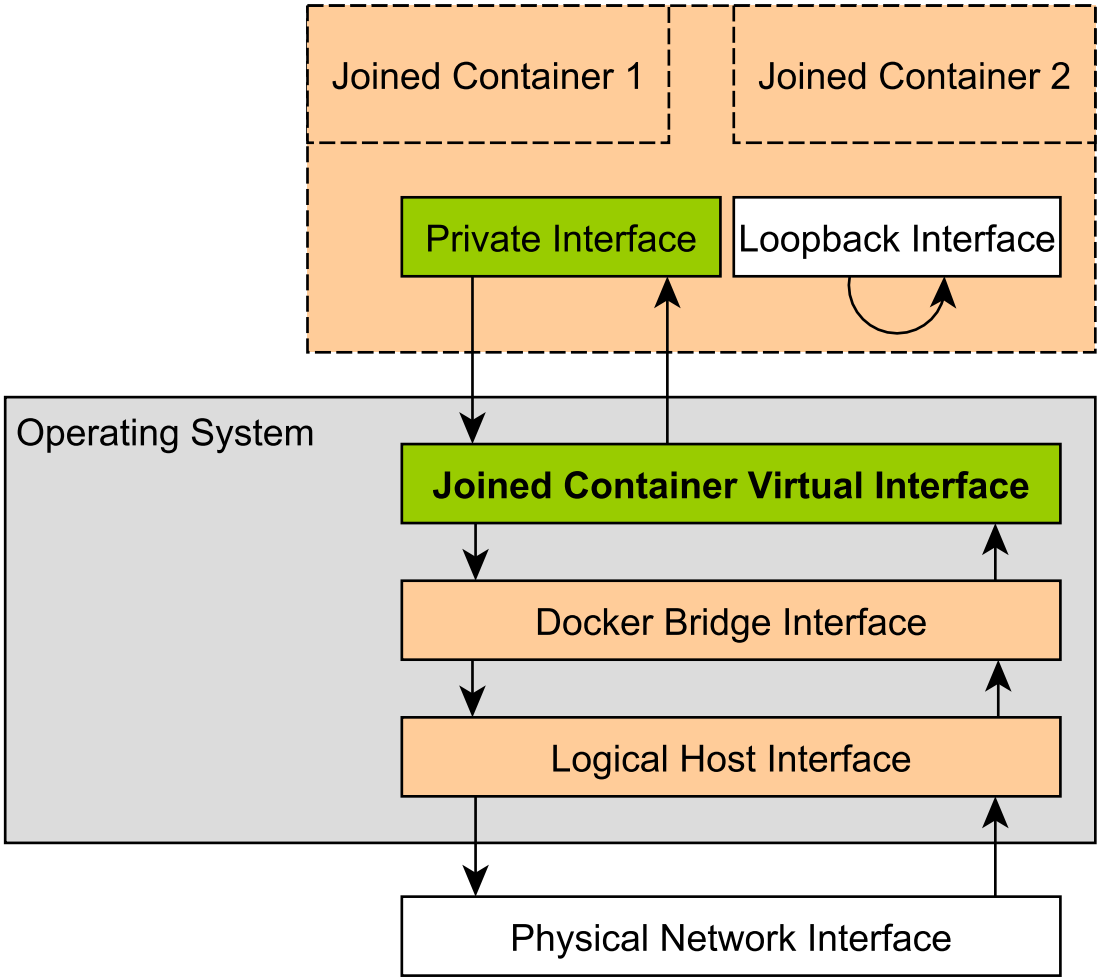 Joined Container 1
Joined Container 2
Private Interface
Loopback Interface
Operating System
Joined Container Virtual Interface
Docker Bridge Interface
Logical Host Interface
Physical Network Interface